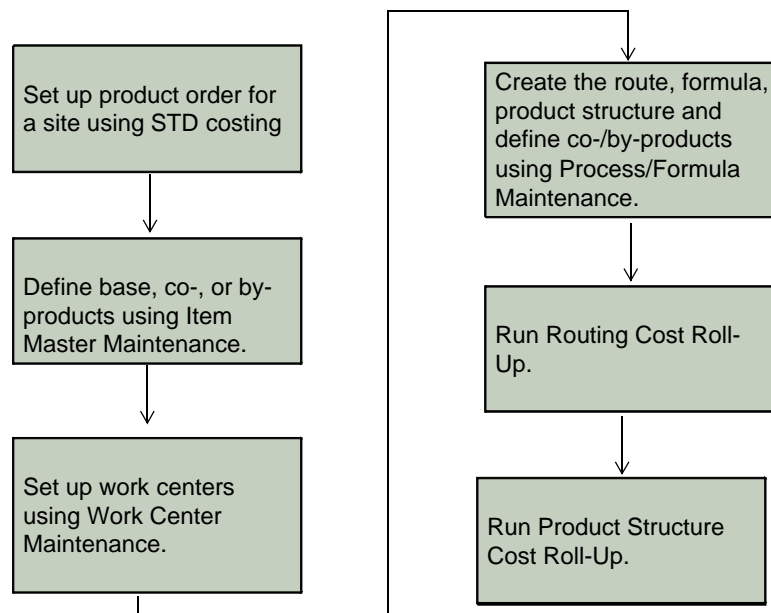 Set up product order for
a site using STD costing
Define base, co-, or by-
products using Item
Master Maintenance.
Set up work centers
using Work Center
Maintenance.
Create the route, formula,
product structure and
define co-/by-products
using Process/Formula
Maintenance.
Run Routing Cost Roll-
Up.
Run Product Structure
Cost Roll-Up.